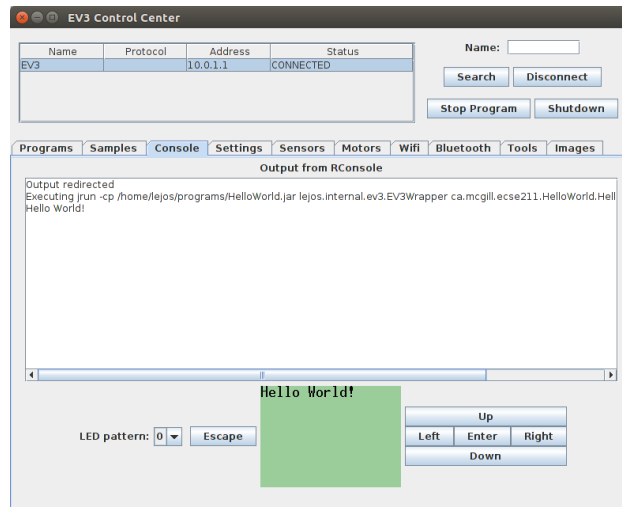 EV3 Control Center
Name Protocol Address Status
EV3 10.0.1.1 CONNECTED
Name:
Search Disconnect
Stop Program Shutdown
Programs Samples Console Settings Sensors Motors Wifi Bluetooth Tools Images
Output from RConsole
Output redirected
Executing jrun -cp /home/lejos/programs/HelloWorld.jar lejos.internal.ev3.EV3Wrapper ca.mcgill.ecse211.HelloWorld.Hell
Hello World!
Hello World!
LED pattern: 0 Escape
Up
Left Enter Right
Down